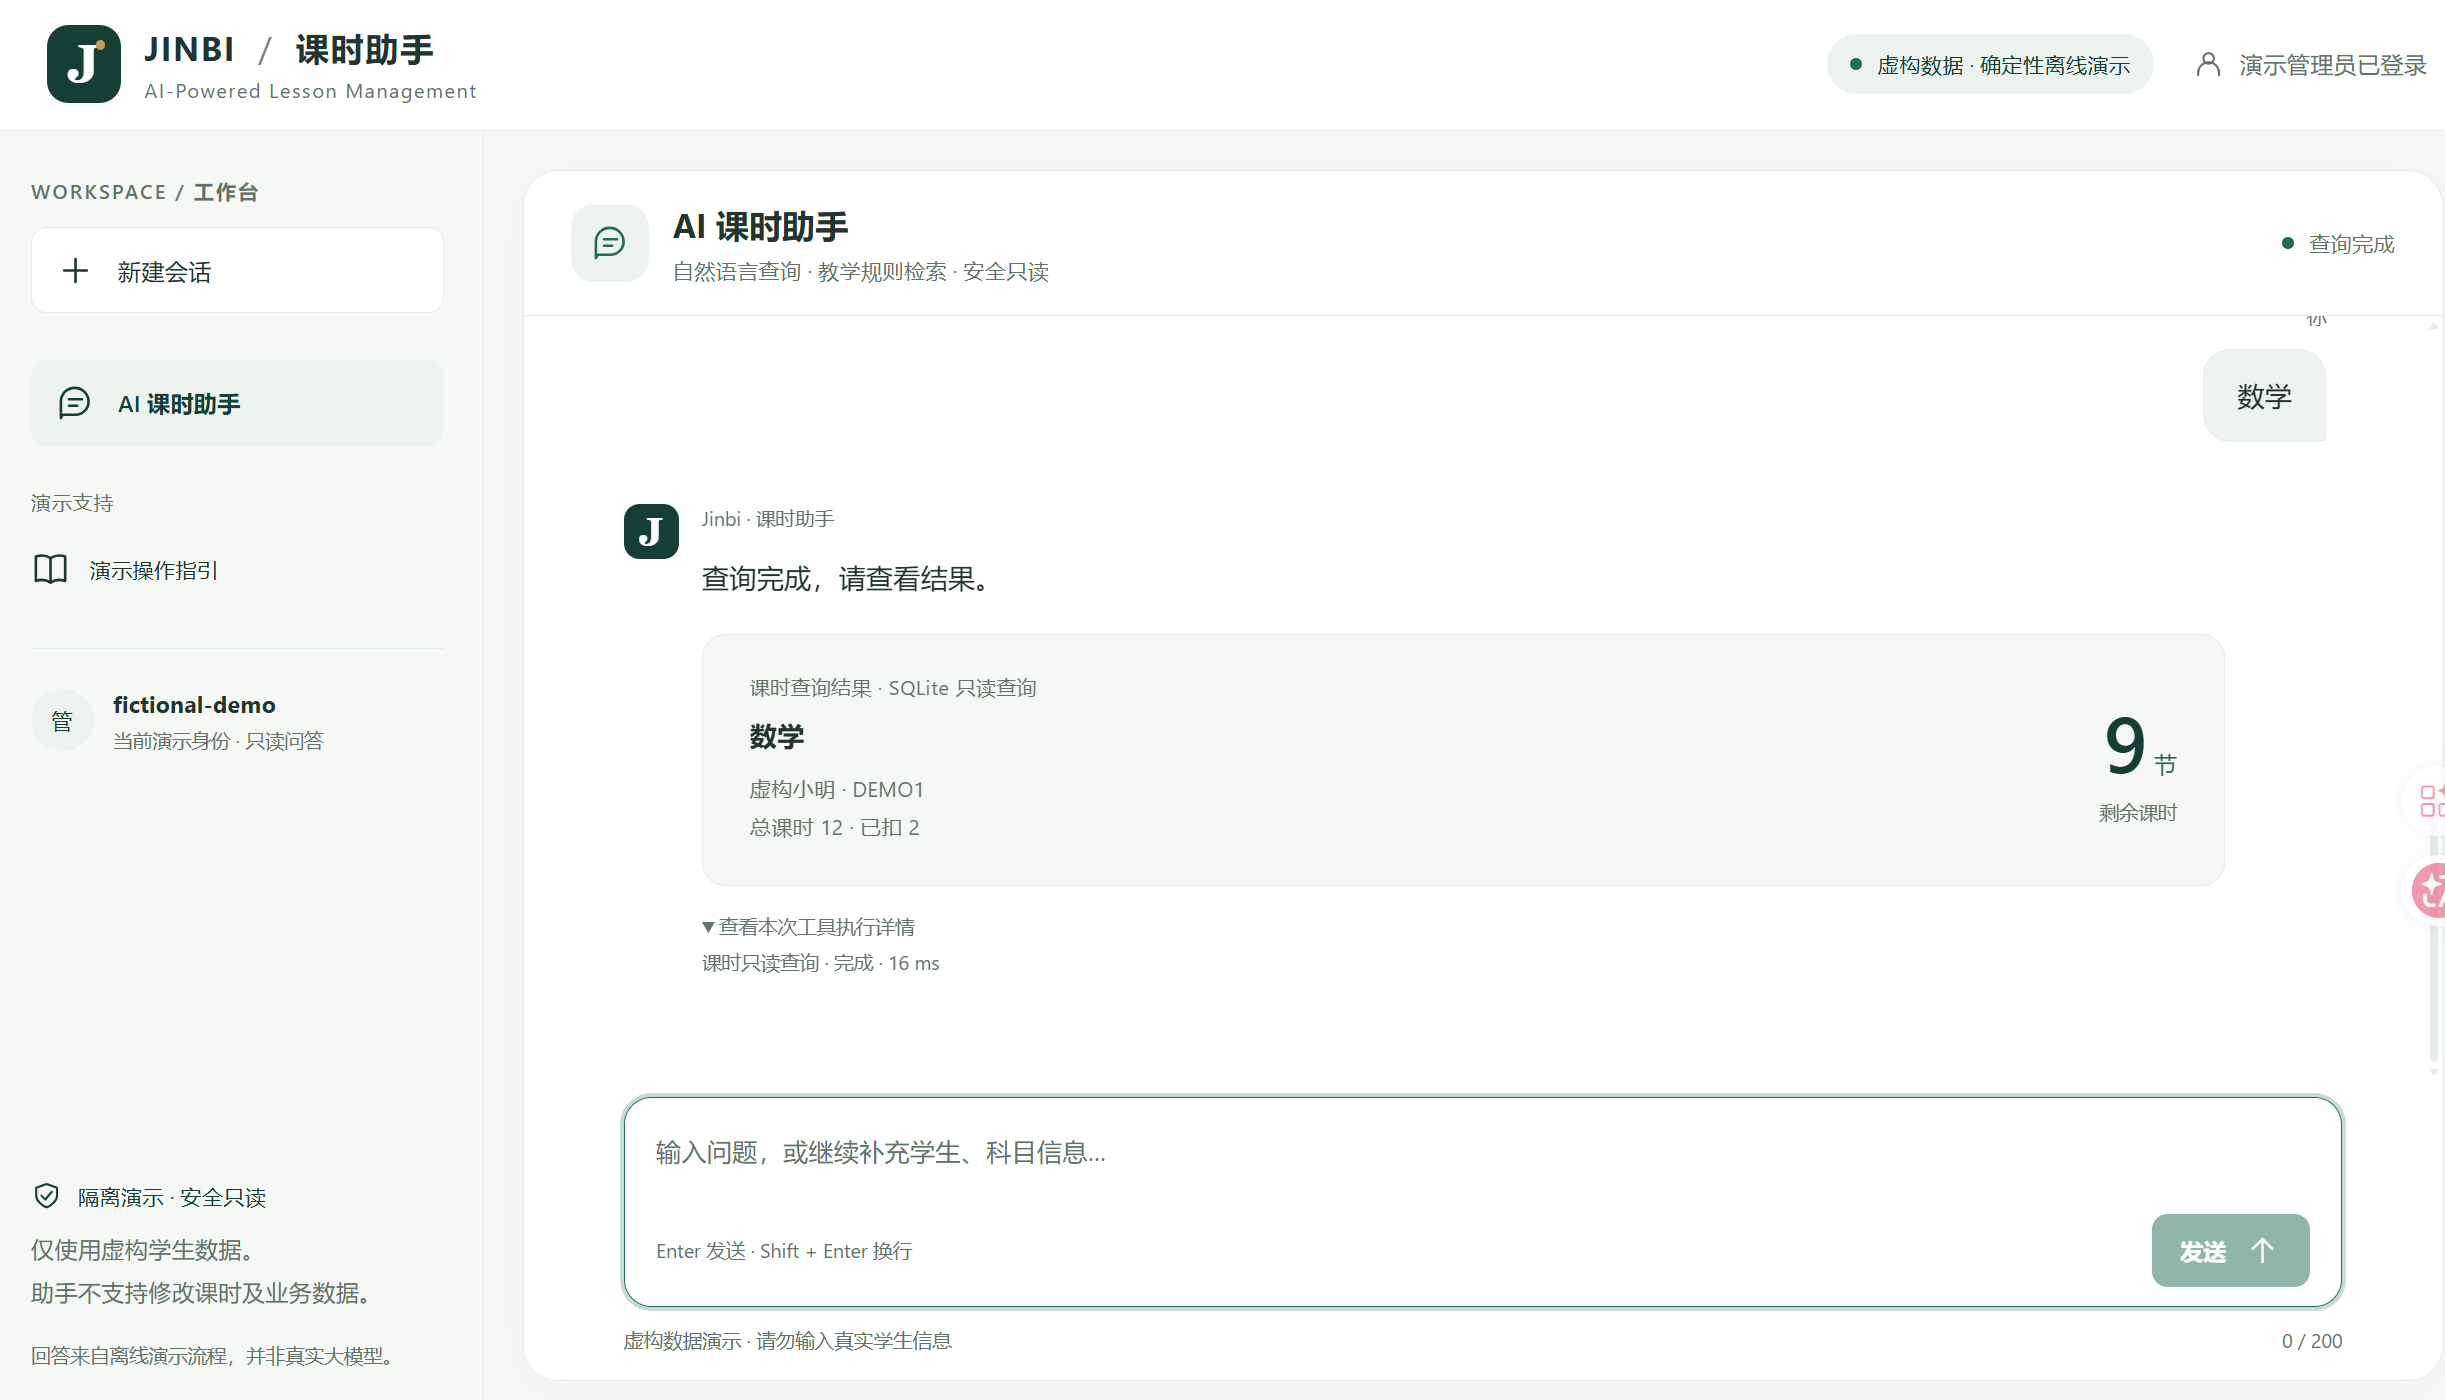 JINBI / 课时助手
AI-Powered Lesson Management
虚构数据 · 确定性离线演示
演示管理员已登录
WORKSPACE / 工作台
新建会话
AI 课时助手
演示支持
演示操作指引
管
fictional-demo
当前演示身份 · 只读问答
隔离演示 · 安全只读
仅使用虚构学生数据。
助手不支持修改课时及业务数据。
回答来自离线演示流程，并非真实大模型。
AI 课时助手
自然语言查询 · 教学规则检索 · 安全只读
查询完成
数学
J
Jinbi · 课时助手
查询完成，请查看结果。
课时查询结果 · SQLite 只读查询
数学
虚构小明 · DEMO1
总课时 12 · 已扣 2
9 节
剩余课时
▼查看本次工具执行详情
课时只读查询 · 完成 · 16 ms
输入问题，或继续补充学生、科目信息...
Enter 发送 · Shift + Enter 换行
发送
虚构数据演示 · 请勿输入真实学生信息
0 / 200